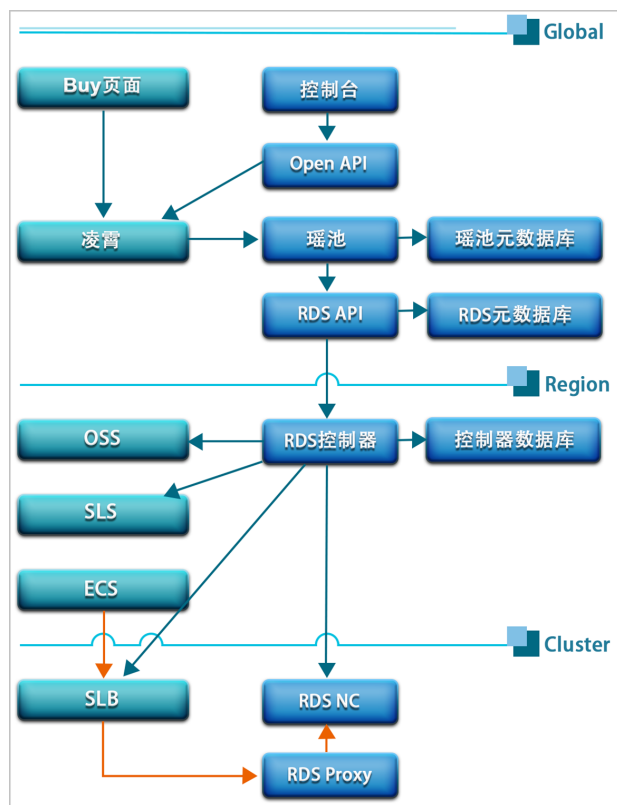 Global
Buy页面
控制台
Open API
凌霄
瑶池
瑶池元数据库
RDS API
RDS元数据库
Region
OSS
RDS控制器
控制器数据库
SLS
ECS
Cluster
SLB
RDS NC
RDS Proxy